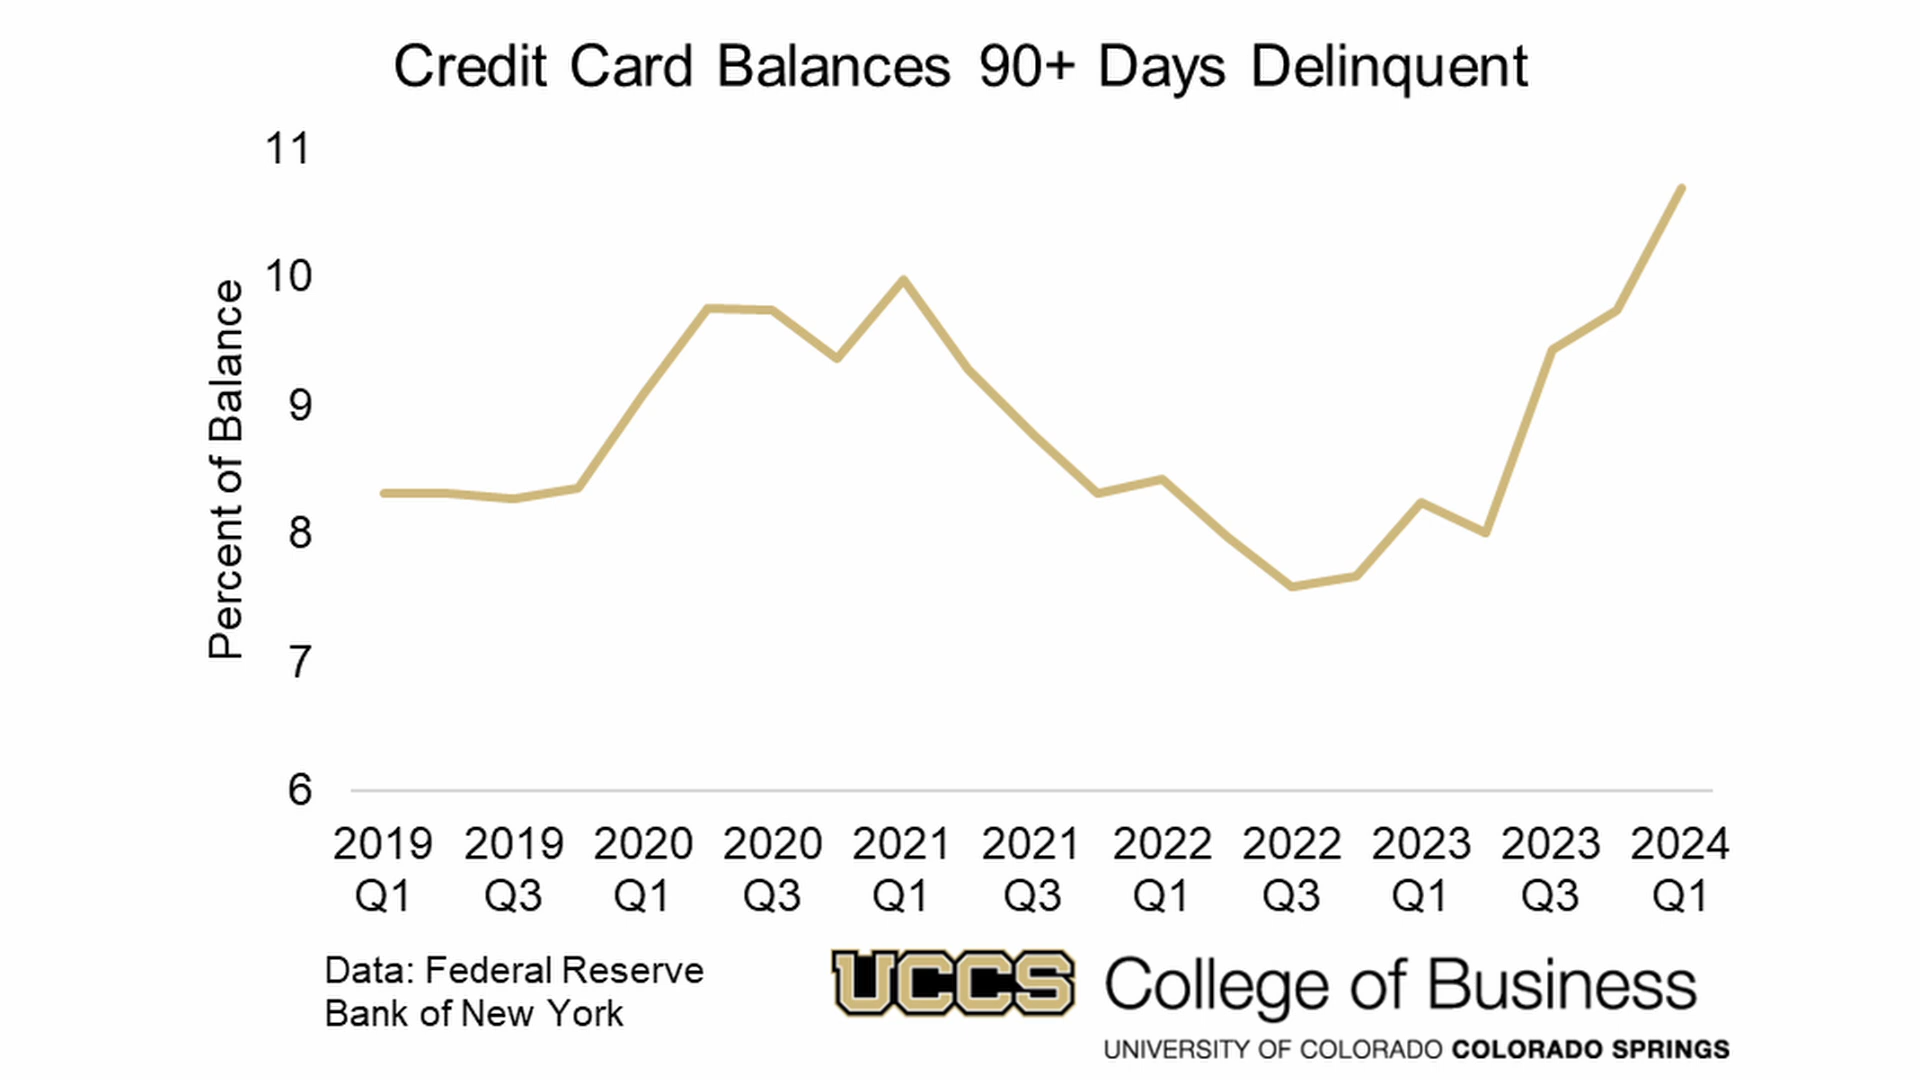 Credit Card Balances 90+ Days Delinquent
11
10
9
8
7
6
Percent of Balance
2019 2019 2020 2020 2021 2021 2022 2022 2023 2023 2024
Q1 Q3 Q1 Q3 Q1 Q3 Q1 Q3 Q1 Q3 Q1
Data: Federal Reserve
Bank of New York
UCCS College of Business
UNIVERSITY OF COLORADO COLORADO SPRINGS